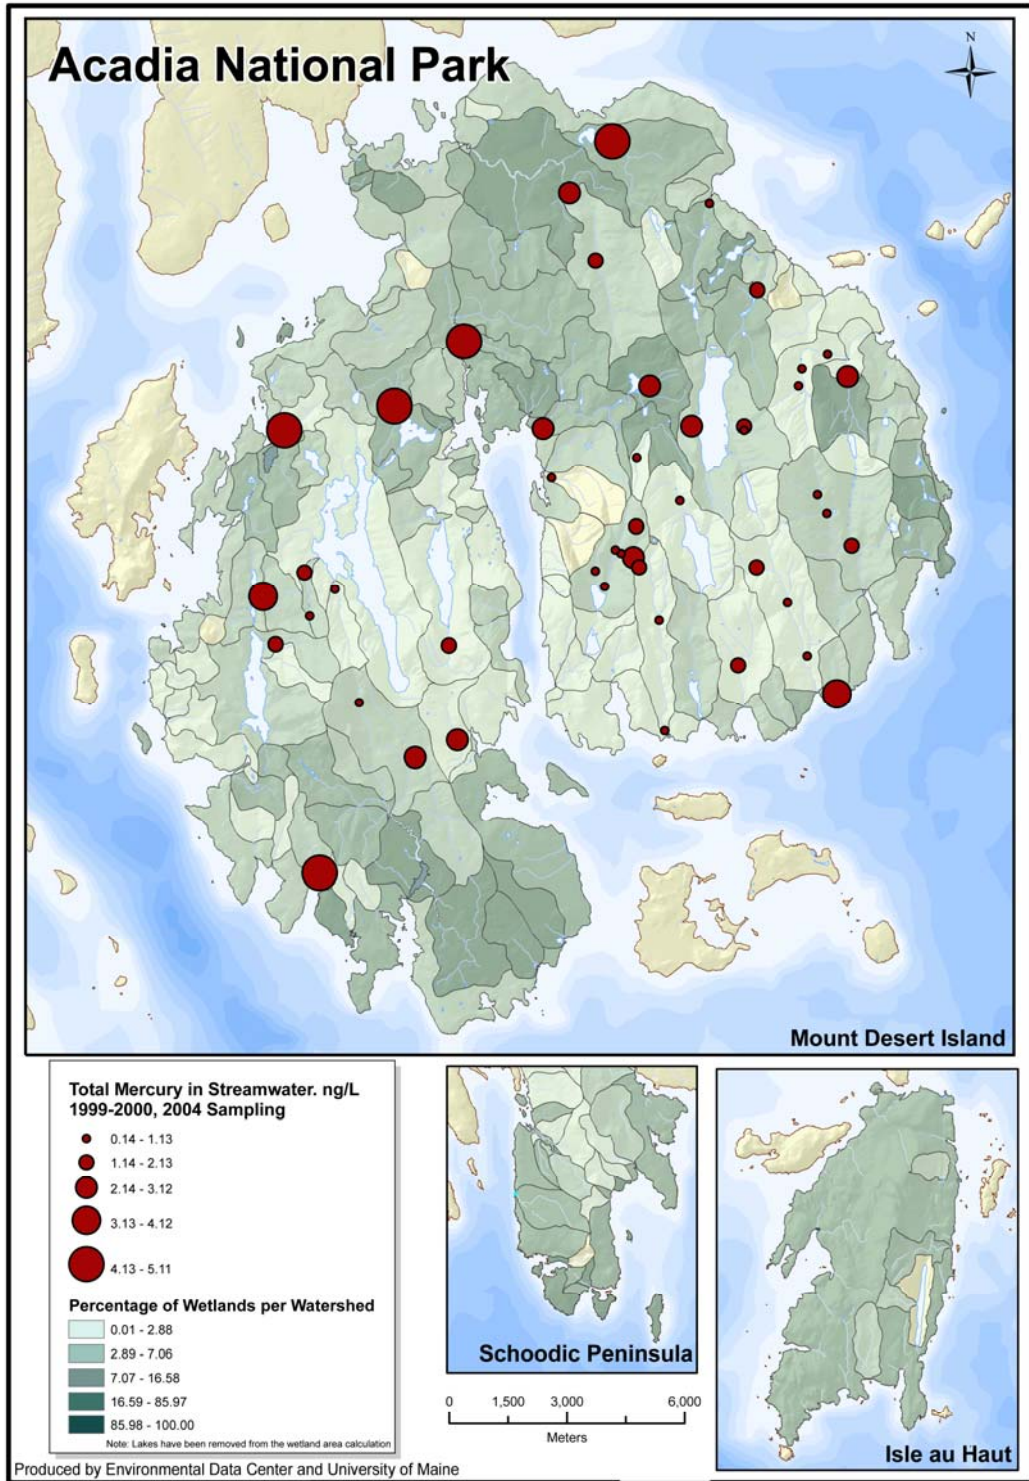 Acadia National Park
N
Mount Desert Island
Total Mercury in Streamwater. ng/L
1999-2000, 2004 Sampling
0.14 - 1.13
1.14 - 2.13
2.14 - 3.12
3.13 - 4.12
4.13 - 5.11
Percentage of Wetlands per Watershed
0.01 - 2.88
2.89 - 7.06
7.07 - 16.58
16.59 - 85.97
85.98 - 100.00
Note: Lakes have been removed from the wetland area calculation
Schoodic Peninsula
0 1,500 3,000 6,000
Meters
Isle au Haut
Produced by Environmental Data Center and University of Maine